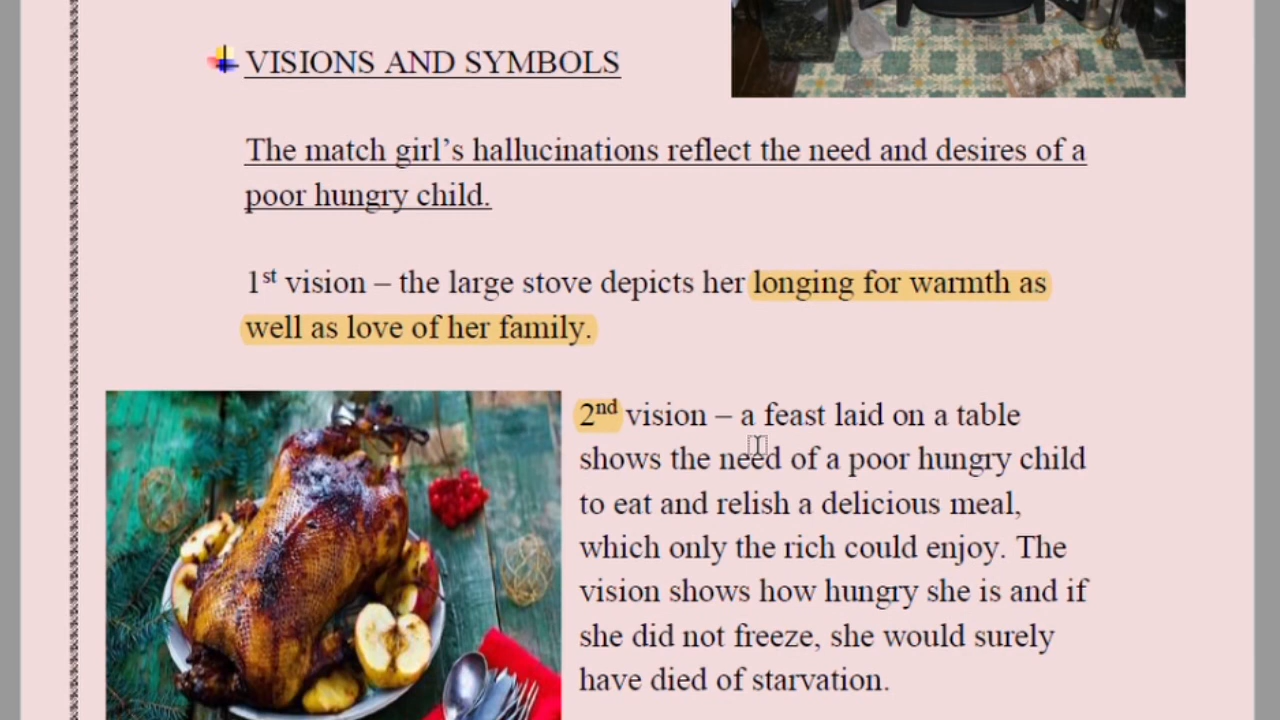 VISIONS AND SYMBOLS
The match girl's hallucinations reflect the need and desires of a
poor hungry child.
1st vision – the large stove depicts her longing for warmth as
well as love of her family.
2nd vision – a feast laid on a table
shows the need of a poor hungry child
to eat and relish a delicious meal,
which only the rich could enjoy. The
vision shows how hungry she is and if
she did not freeze, she would surely
have died of starvation.